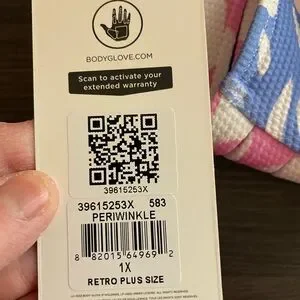 BODYGLOVE.COM
Scan to activate your
extended warranty
39615253X
39615253X 583
PERIWINKLE
8 82015 64969 2
1X
RETRO PLUS SIZE